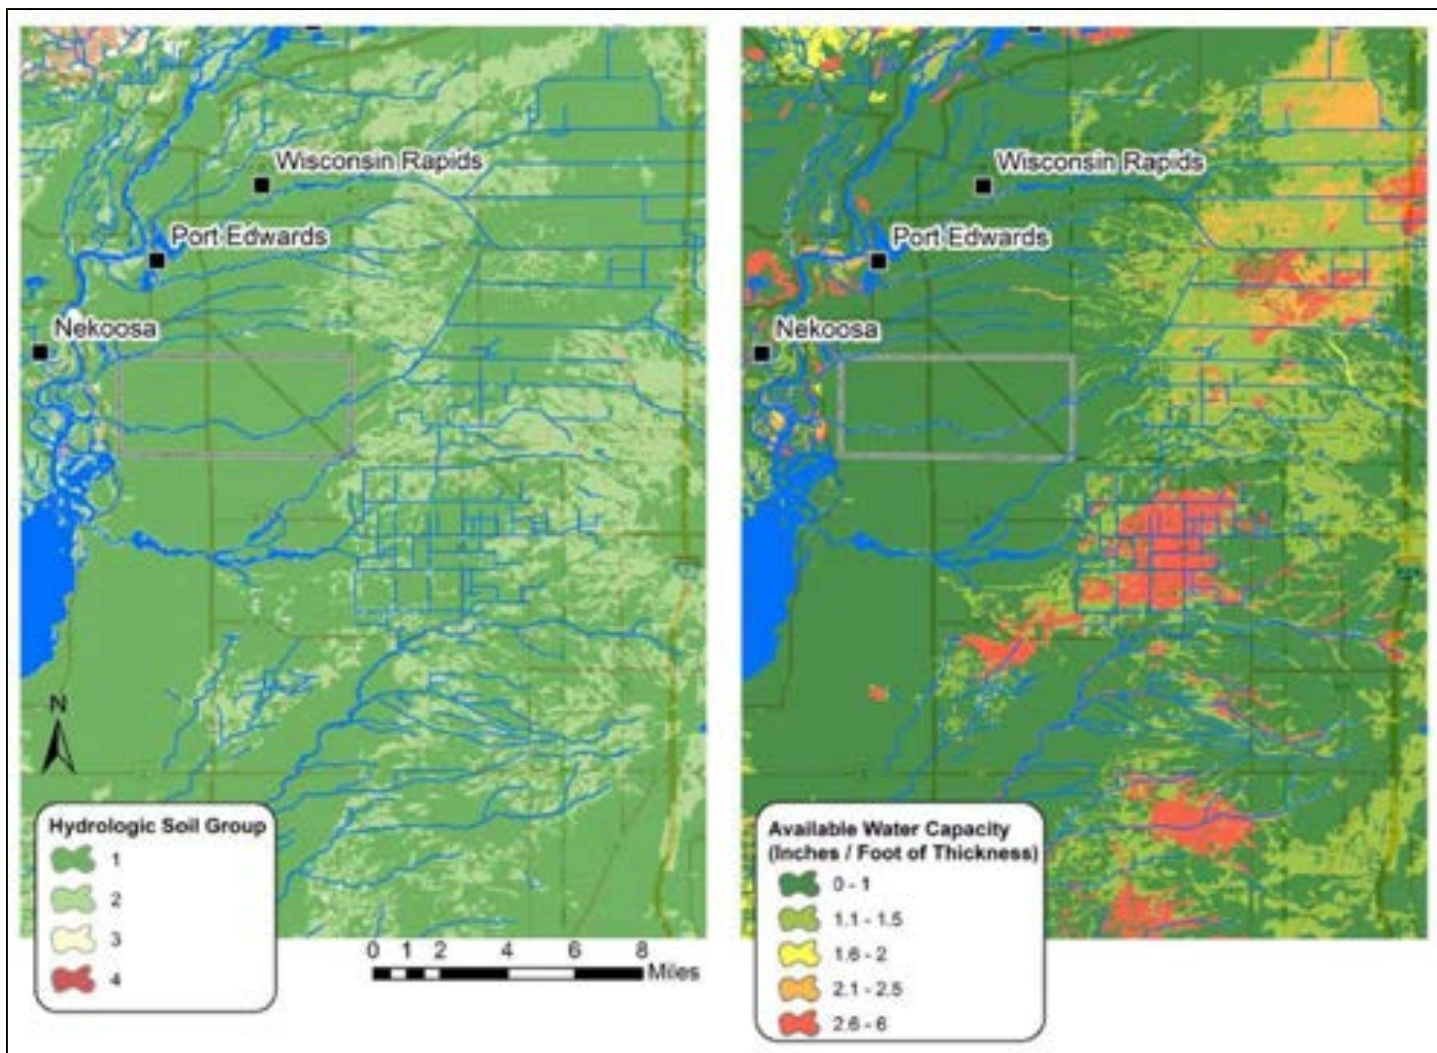 Wisconsin Rapids
Port Edwards
Nekoosa
N
Hydrologic Soil Group
1
2
3
4
0 1 2 4 6 8
Miles
Wisconsin Rapids
Port Edwards
Nekoosa
Available Water Capacity
(Inches / Foot of Thickness)
0 - 1
1.1 - 1.5
1.6 - 2
2.1 - 2.5
2.6 - 6